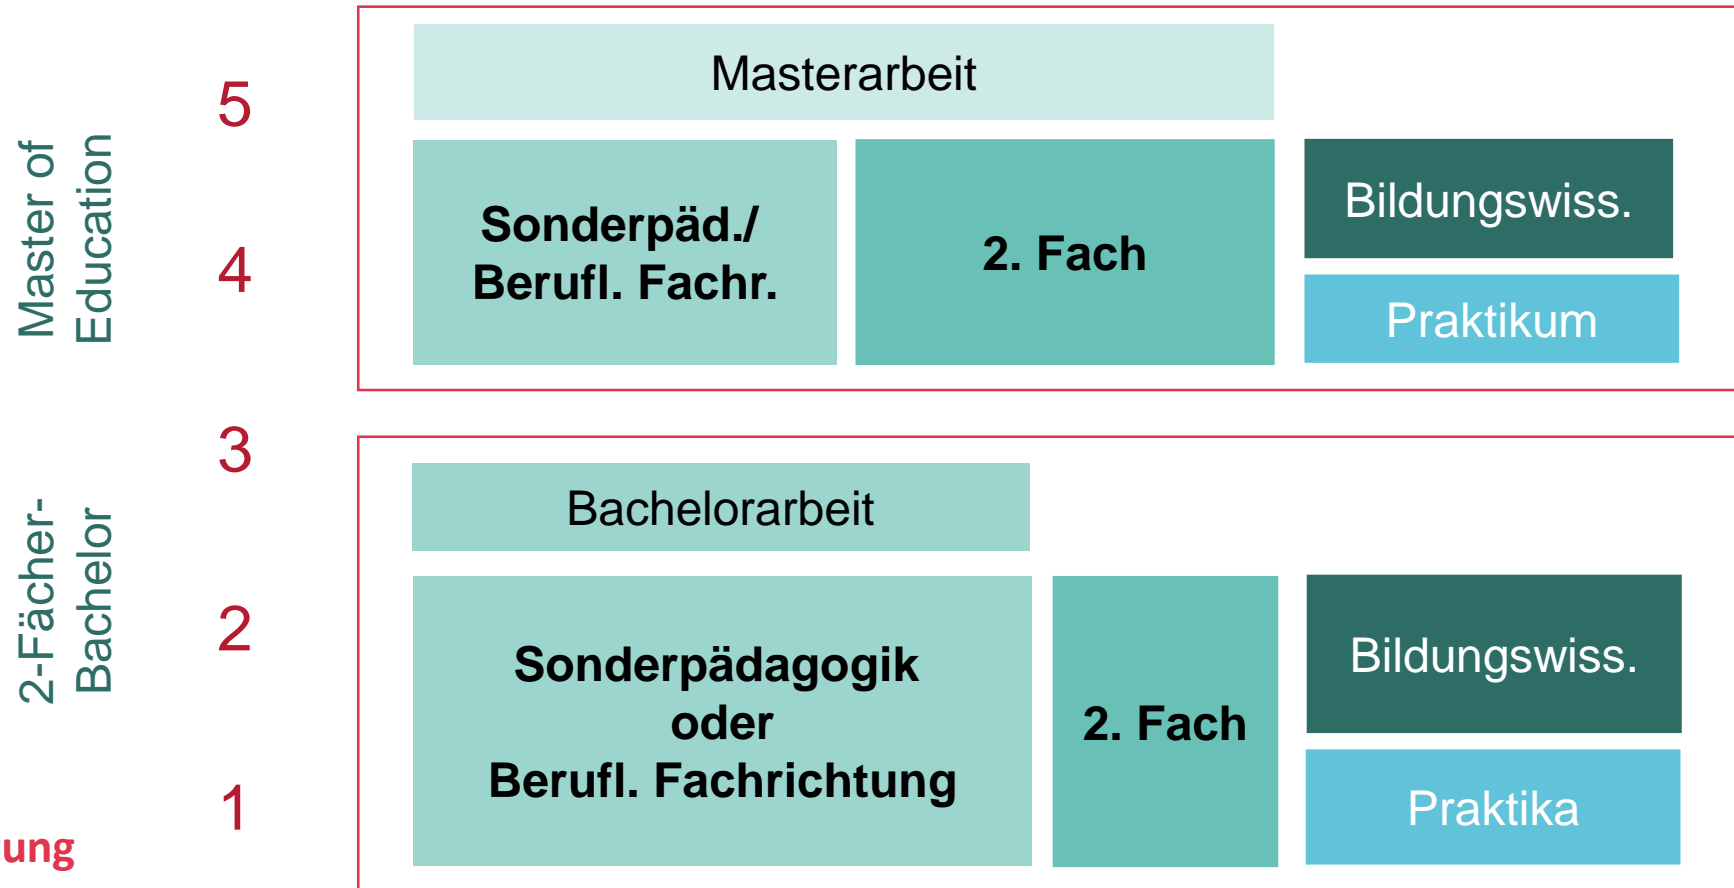 Master of
Education
5
4
Masterarbeit
Sonderpäd./
Berufl. Fachr.
2. Fach
Bildungswiss.
Praktikum
2-Fächer-
Bachelor
3
2
1
Bachelorarbeit
Sonderpädagogik
oder
Berufl. Fachrichtung
2. Fach
Bildungswiss.
Praktika